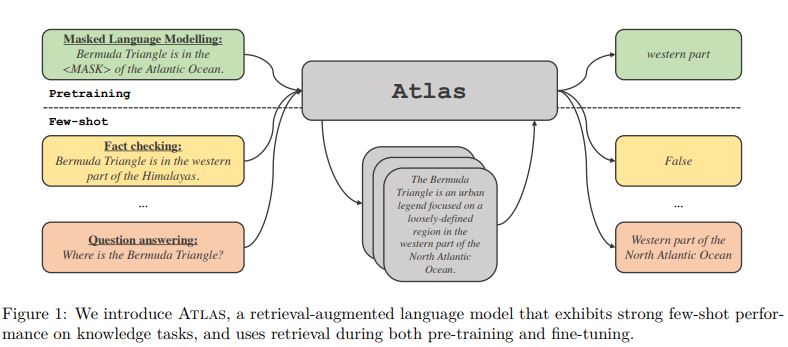 Masked Language Modelling:
Bermuda Triangle is in the
<MASK> of the Atlantic Ocean.
Pretraining
Few-shot
Fact checking:
Bermuda Triangle is in the western
part of the Himalayas.
...
Question answering:
Where is the Bermuda Triangle?
Atlas
The Bermuda
Triangle is an urban
legend focused on a
loosely-defined
region in the
western part of the
North Atlantic
Ocean.
western part
False
...
Western part of the
North Atlantic Ocean
Figure 1: We introduce ATLAS, a retrieval-augmented language model that exhibits strong few-shot perfor-
mance on knowledge tasks, and uses retrieval during both pre-training and fine-tuning.